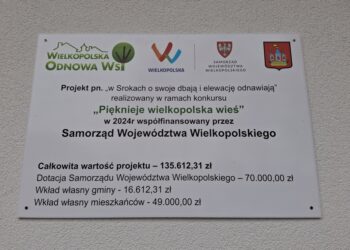 WIELKOPOLSKA
ODNOWA WSI
WIELKOPOLSKA
SAMORZĄD
WOJEWÓDZTWA
WIELKOPOLSKIEGO
Projekt pn. „w Srokach o swoje dbają i elewację odnawiają"
realizowany w ramach konkursu
„Pięknieje wielkopolska wieś"
w 2024r współfinansowany przez
Samorząd Województwa Wielkopolskiego
Całkowita wartość projektu – 135.612,31 zł
Dotacja Samorządu Województwa Wielkopolskiego – 70.000,00 zł
Wkład własny gminy - 16.612,31 zł
Wkład własny mieszkańców - 49.000,00 zł